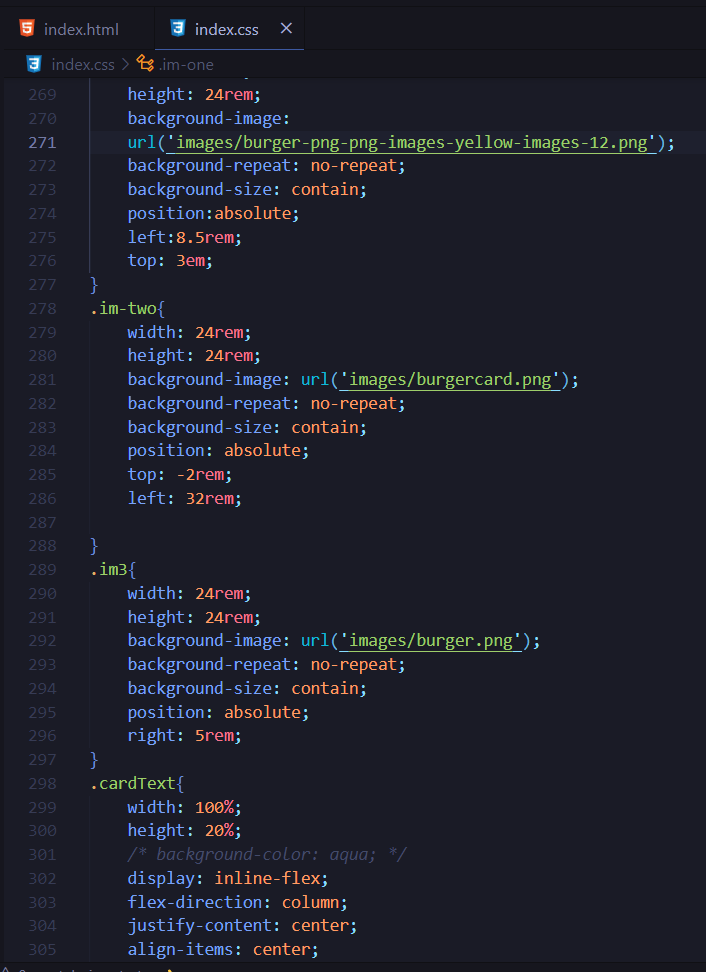 index.html
index.css
index.css > .im-one
269 height: 24rem;
270 background-image:
271 url('images/burger-png-png-images-yellow-images-12.png');
272 background-repeat: no-repeat;
273 background-size: contain;
274 position:absolute;
275 left:8.5rem;
276 top: 3em;
277 }
278 .im-two{
279 width: 24rem;
280 height: 24rem;
281 background-image: url('images/burgercard.png');
282 background-repeat: no-repeat;
283 background-size: contain;
284 position: absolute;
285 top: -2rem;
286 left: 32rem;
287
288 }
289 .im3{
290 width: 24rem;
291 height: 24rem;
292 background-image: url('images/burger.png');
293 background-repeat: no-repeat;
294 background-size: contain;
295 position: absolute;
296 right: 5rem;
297 }
298 .cardText{
299 width: 100%;
300 height: 20%;
301 /* background-color: aqua; */
302 display: inline-flex;
303 flex-direction: column;
304 justify-content: center;
305 align-items: center;